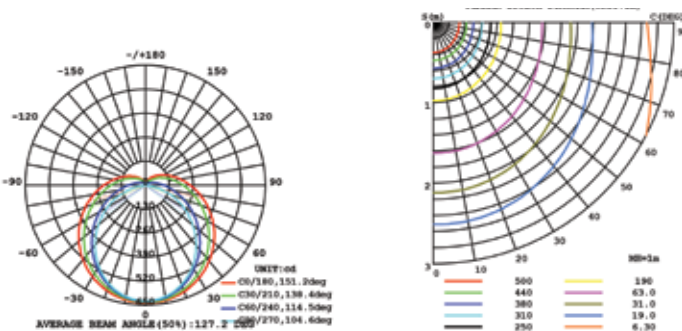 -/+180
-150 150
-120 120
-90 90
-60 60
-30 30
0
130
260
390
520
650
UNIT:cd
C0/180,151.2deg
C30/210,138.4deg
C60/240,114.5deg
C90/270,104.6deg
AVERAGE BEAM ANGLE(50%):127.2 DEG
S(m) C(DEG)
0
1
2
3
0 10 20 30 40 50 60 70 80
MH=1m
500 190
440 63.0
380 31.0
310 19.0
250 6.30